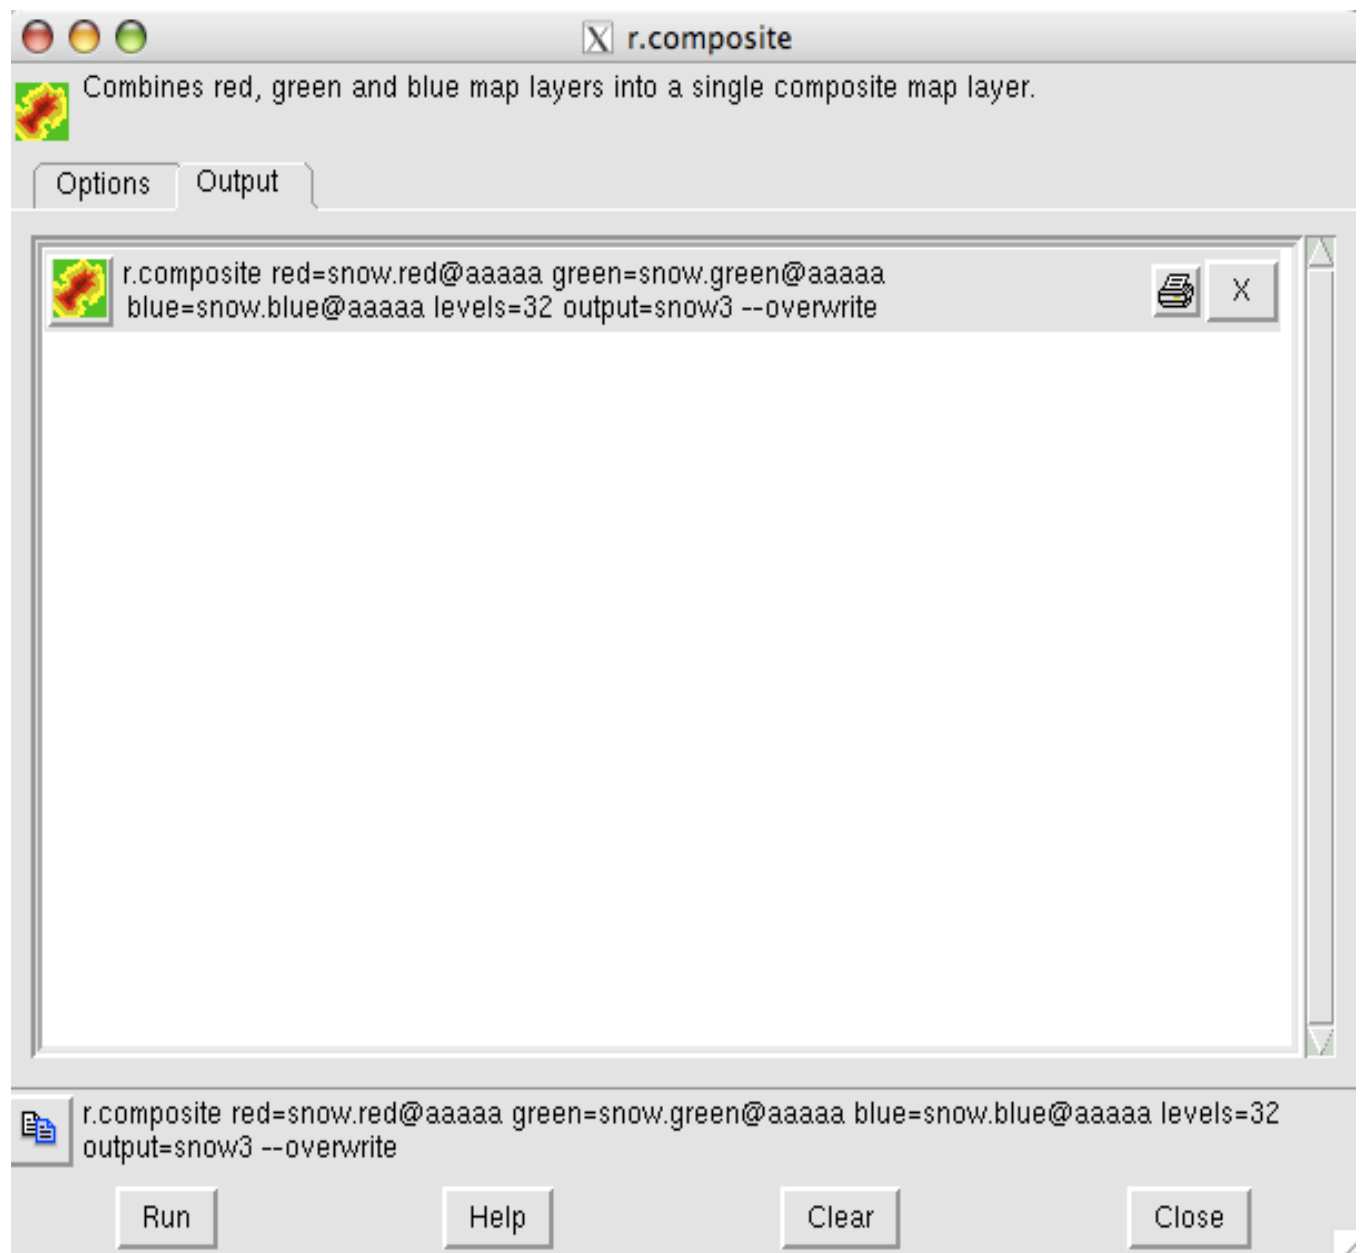 X r.composite
Combines red, green and blue map layers into a single composite map layer.
Options Output
r.composite red=snow.red@aaaaa green=snow.green@aaaaa
blue=snow.blue@aaaaa levels=32 output=snow3 --overwrite
X
r.composite red=snow.red@aaaaa green=snow.green@aaaaa blue=snow.blue@aaaaa levels=32
output=snow3 --overwrite
Run Help Clear Close